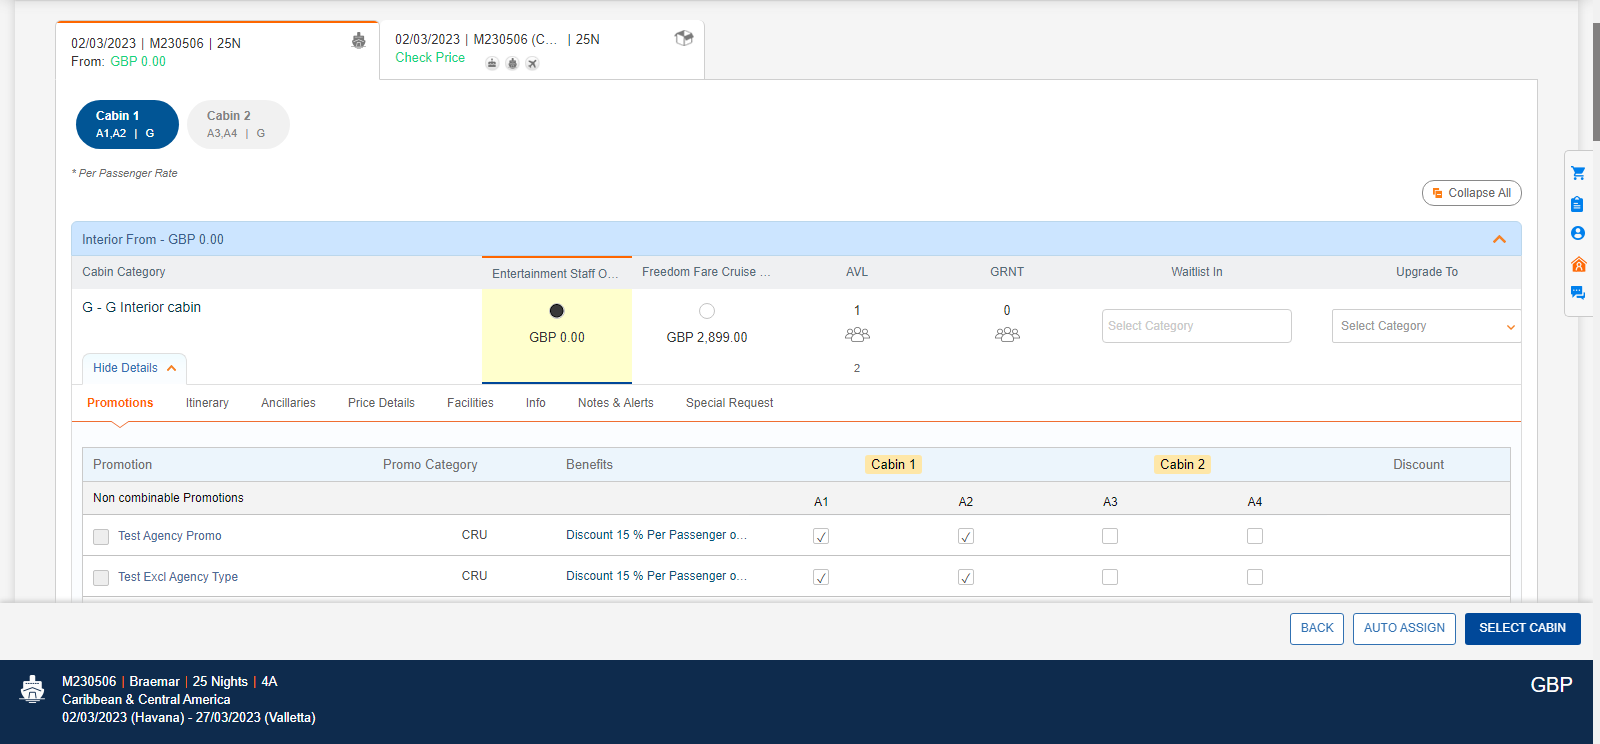 02/03/2023 | M230506 | 25N
From: GBP 0.00
02/03/2023 | M230506 (C... | 25N
Check Price
Cabin 1
A1,A2 | G
Cabin 2
A3,A4 | G
* Per Passenger Rate
Collapse All
Interior From - GBP 0.00
Cabin Category
Entertainment Staff O...
Freedom Fare Cruise ...
AVL
GRNT
Waitlist In
Upgrade To
G - G Interior cabin
GBP 0.00
GBP 2,899.00
1
2
0
Select Category
Select Category
Hide Details
Promotions
Itinerary
Ancillaries
Price Details
Facilities
Info
Notes & Alerts
Special Request
Promotion
Promo Category
Benefits
Cabin 1
Cabin 2
Discount
Non combinable Promotions
A1
A2
A3
A4
Test Agency Promo
CRU
Discount 15 % Per Passenger o...
Test Excl Agency Type
CRU
Discount 15 % Per Passenger o...
BACK
AUTO ASSIGN
SELECT CABIN
M230506 | Braemar | 25 Nights | 4A
Caribbean & Central America
02/03/2023 (Havana) - 27/03/2023 (Valletta)
GBP